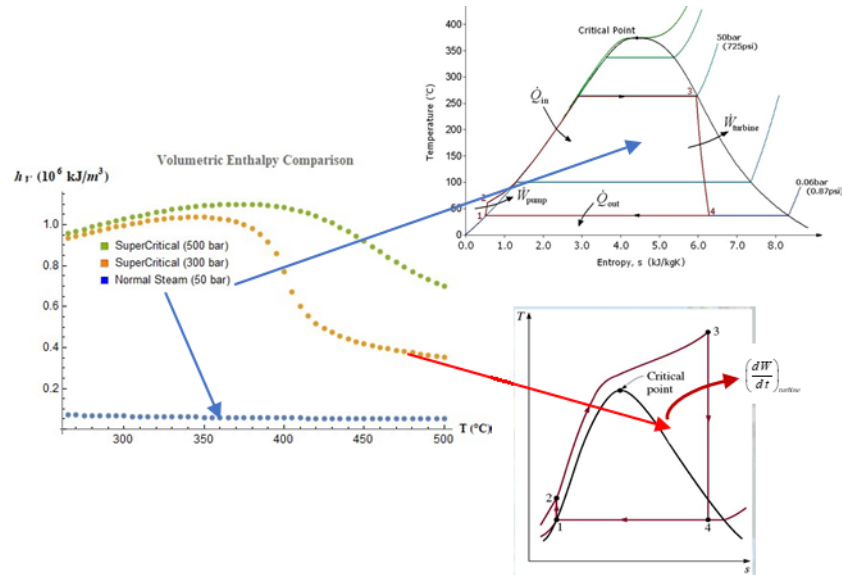 Volumetric Enthalpy Comparison
h r (10⁶ kJ/m³)
1.0
0.8
0.6
0.4
0.2
SuperCritical (500 bar)
SuperCritical (300 bar)
Normal Steam (50 bar)
300
350
400
450
500
T (°C)
Temperature (℃)
400
350
300
250
200
150
100
50
0
0.0
1.0
2.0
3.0
4.0
5.0
6.0
7.0
8.0
Entropy, s (kJ/kgK)
Critical Point
50bar
(725psi)
3
Q̇in
Ẇturbine
2
Ẇpump
0.06bar
(0.87psi)
1
Q̇out
4
T
3
Critical
point
(dW/dt)turbine
2
1
4
s